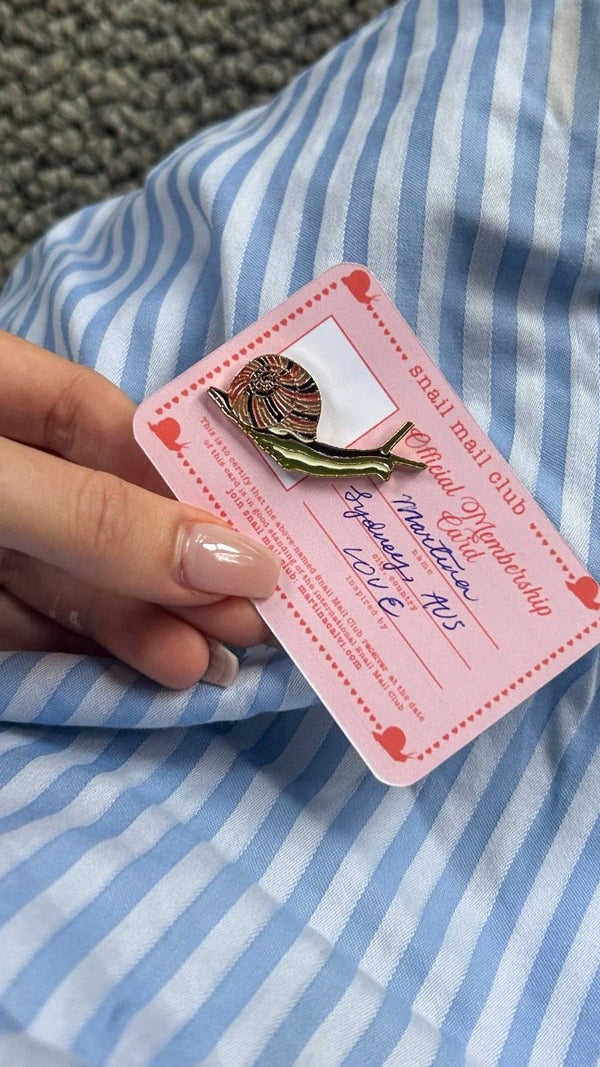 snail mail club
Official Membership
Card
Martina
name
Sydney, AUS
city, country
LOVE
inspired by
This is to certify that the above-named Snail Mail Club receiver at the date
of this card is in good standing of the international Snail Mail Club
join snail mail club: martinacalvi.com